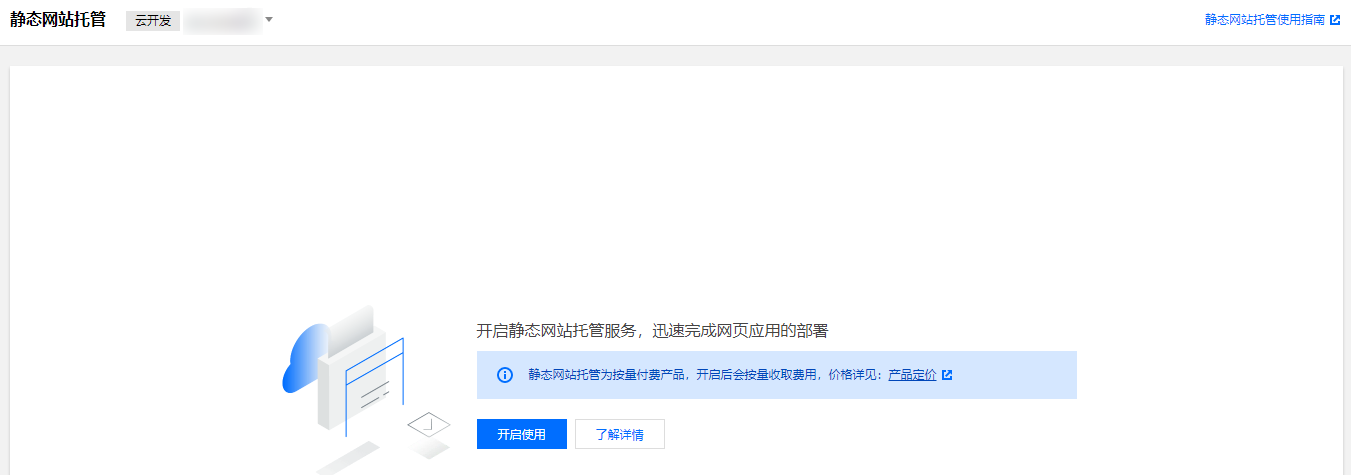 静态网站托管 云开发 静态网站托管使用指南
开启静态网站托管服务，迅速完成网页应用的部署
静态网站托管为按量付费产品，开启后会按量收取费用，价格详见：产品定价
开启使用 了解详情